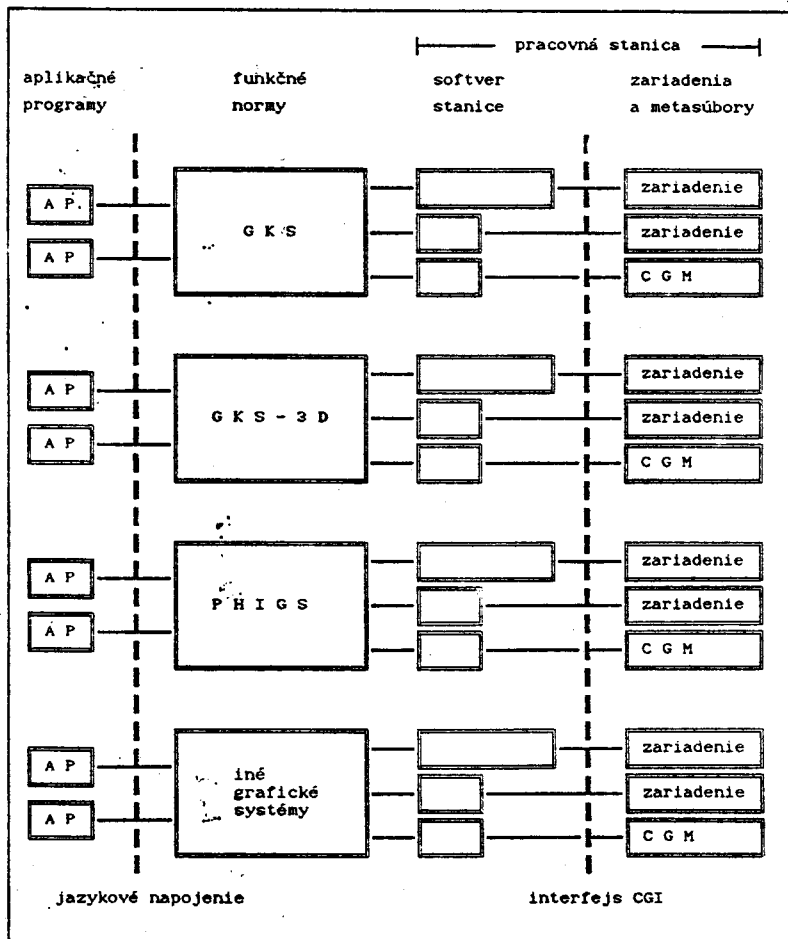 pracovná stanica
aplikačné funkčné softver zariadenia
programy normy stanice a metasúbory
zariadenie
A P.
G K S zariadenie
A P
C G M
zariadenie
A P
G K S - 3 D zariadenie
A P
C G M
zariadenie
A P
P H I G S zariadenie
A P
C G M
zariadenie
A P
iné
grafické zariadenie
systémy
A P
C G M
jazykové napojenie interfejs CGI